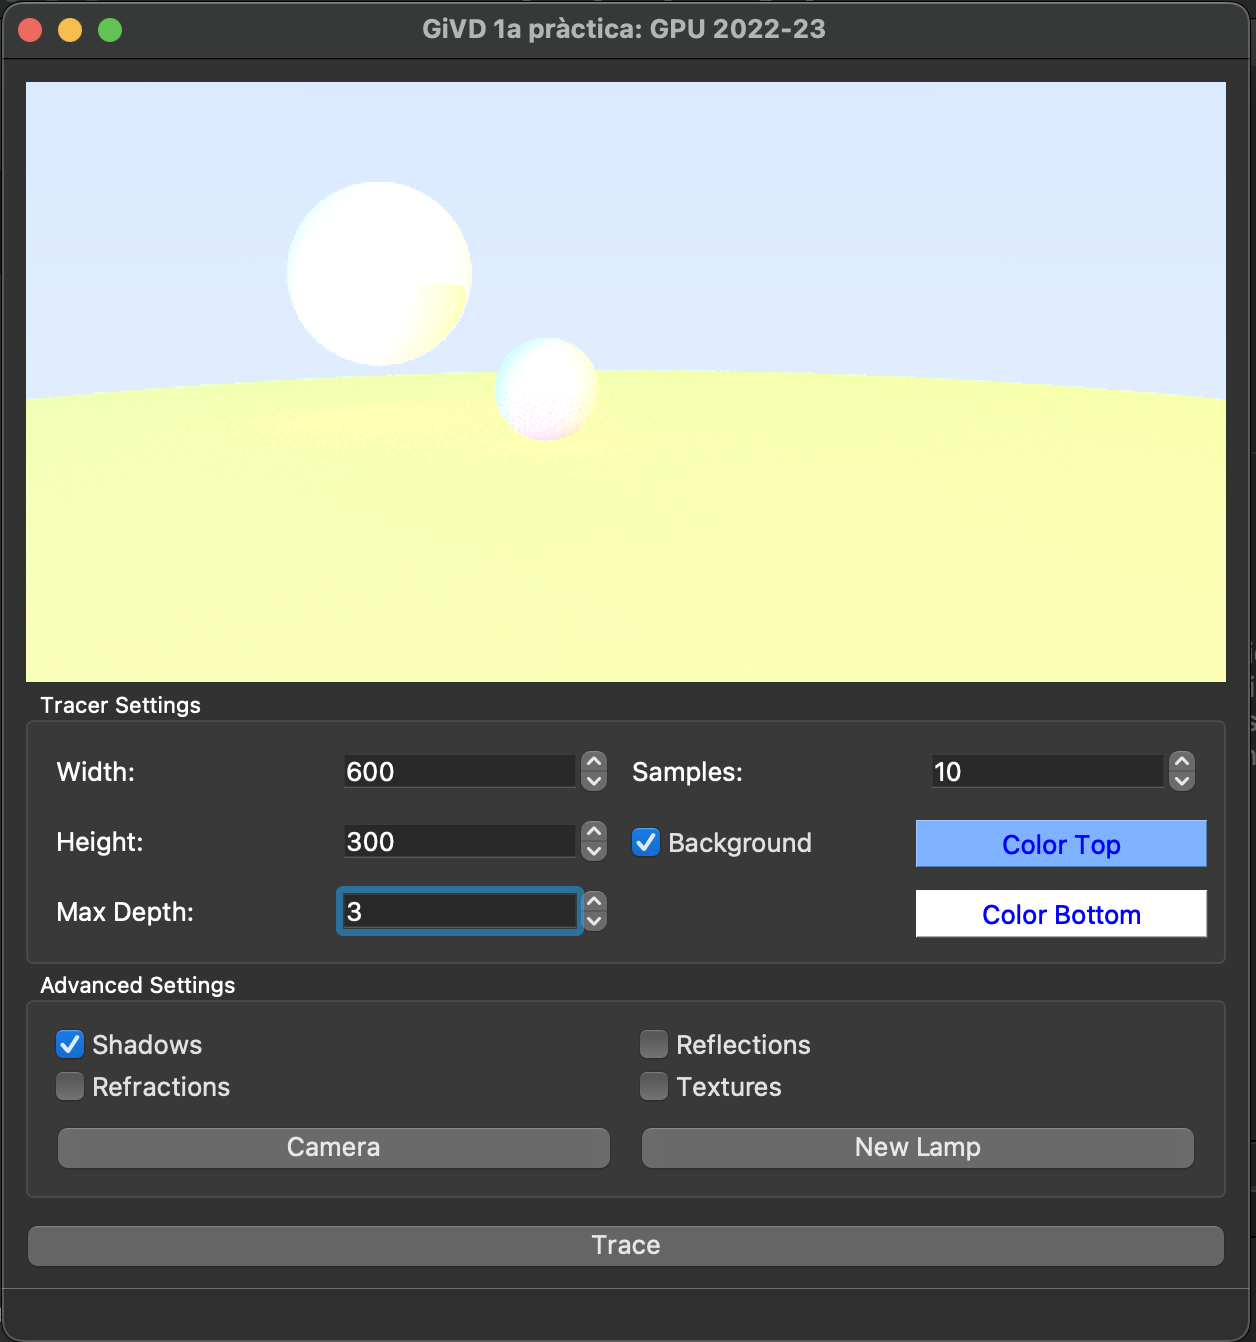 GiVD 1a pràctica: GPU 2022-23
Tracer Settings
Width: 600 Samples: 10
Height: 300 Background Color Top
Max Depth: 3 Color Bottom
Advanced Settings
Shadows Reflections
Refractions Textures
Camera New Lamp
Trace